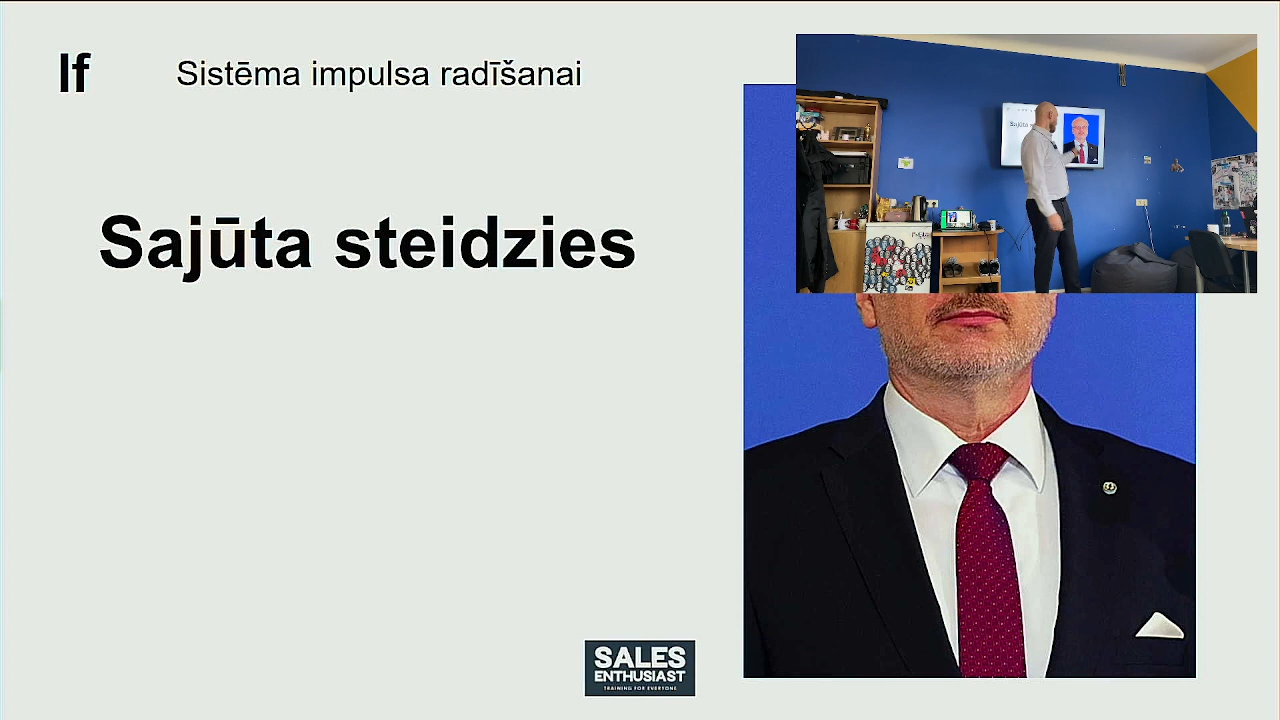 If
Sistēma impulsa radīšanai
Sajūta steidzies
SALES
ENTHUSIAST
TRAINING FOR EVERYONE